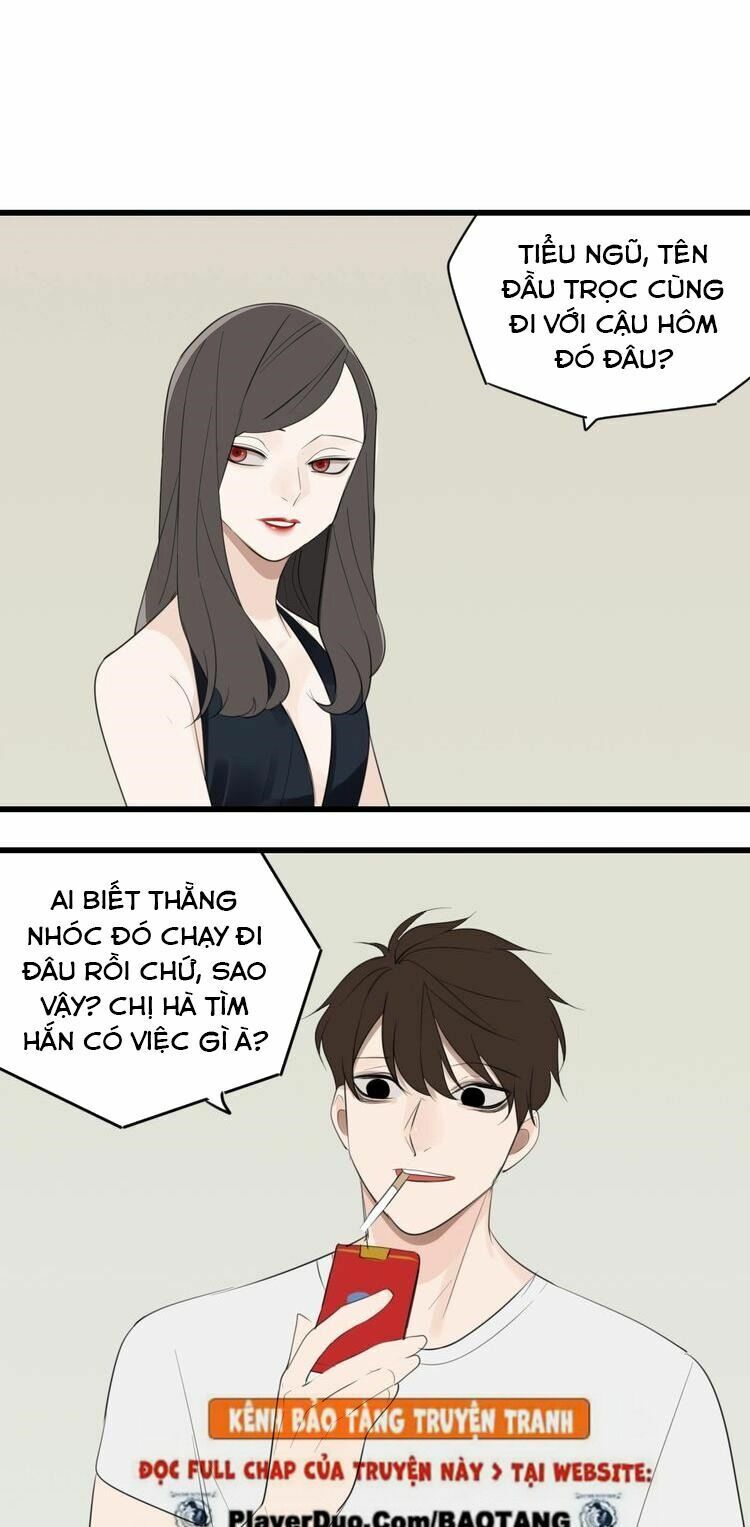 TIỂU NGŨ, TÊN
ĐẦU TRỌC CÙNG
ĐI VỚI CẬU HÔM
ĐÓ ĐÂU?
AI BIẾT THẰNG
NHÓC ĐÓ CHẠY ĐI
ĐÂU RỒI CHỨ, SAO
VẬY? CHỊ HÀ TÌM
HẮN CÓ VIỆC GÌ À?
KÊNH BẢO TÀNG TRUYỆN TRANH
ĐỌC FULL CHAP CỦA TRUYỆN NÀY > TẠI WEBSITE:
PlayerDuo.Com/BAOTANG